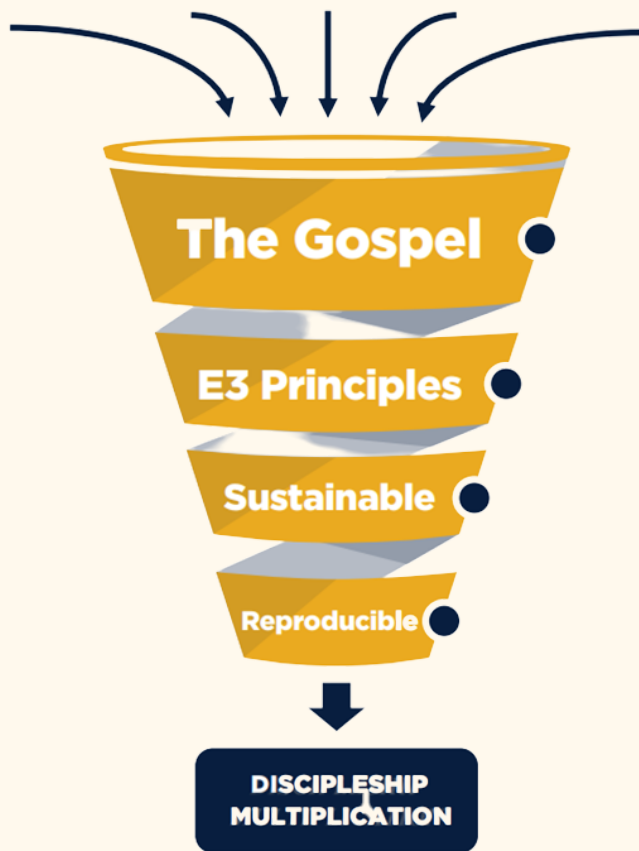 The Gospel
E3 Principles
Sustainable
Reproducible
DISCIPLESHIP
MULTIPLICATION